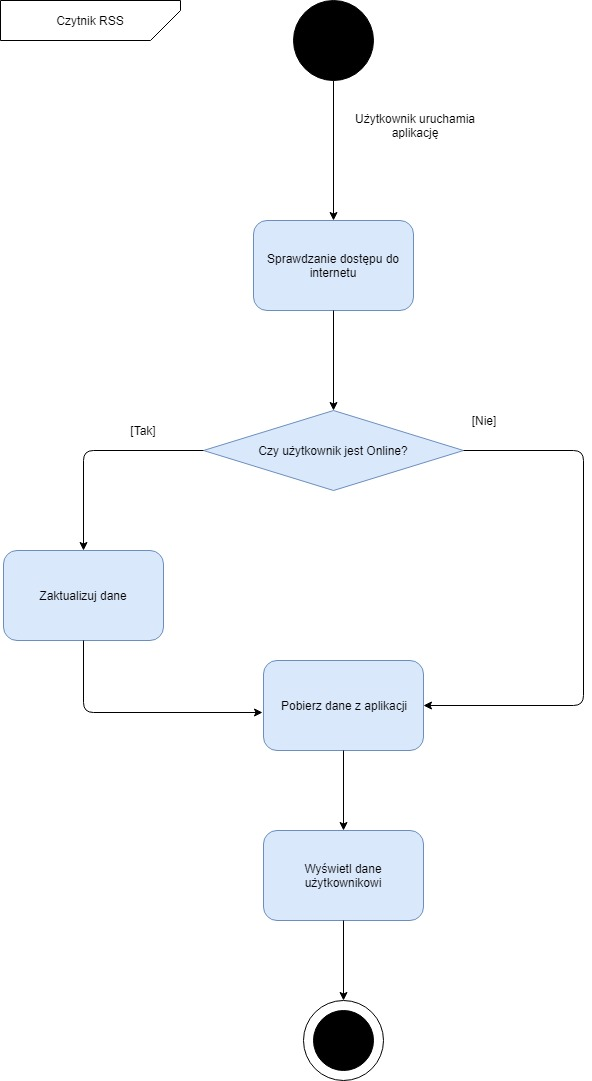 Czytnik RSS
Użytkownik uruchamia
aplikację
Sprawdzanie dostępu do
internetu
Czy użytkownik jest Online?
[Tak]
[Nie]
Zaktualizuj dane
Pobierz dane z aplikacji
Wyświetl dane
użytkownikowi